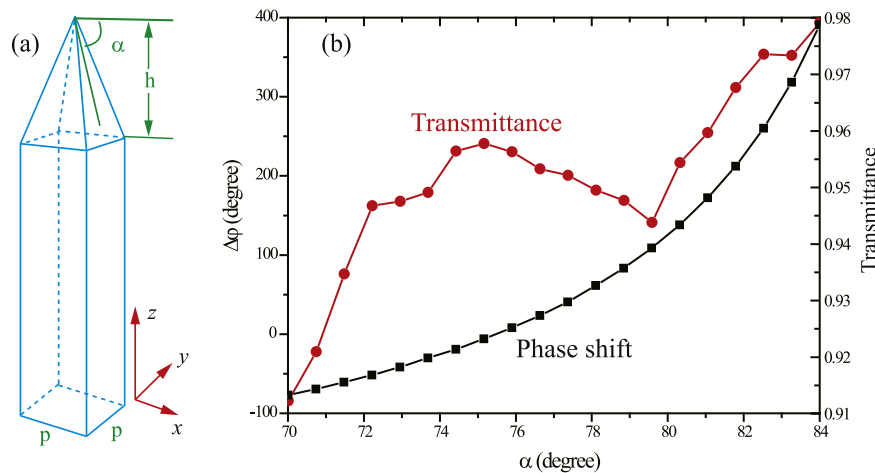 (a)
α
h
z
y
x
p
p
(b)
Transmittance
Phase shift
Δφ (degree)
400
300
200
100
0
-100
70
72
74
76
78
80
82
84
α (degree)
0.98
0.97
0.96
0.95
0.94
0.93
0.92
0.91
Transmittance